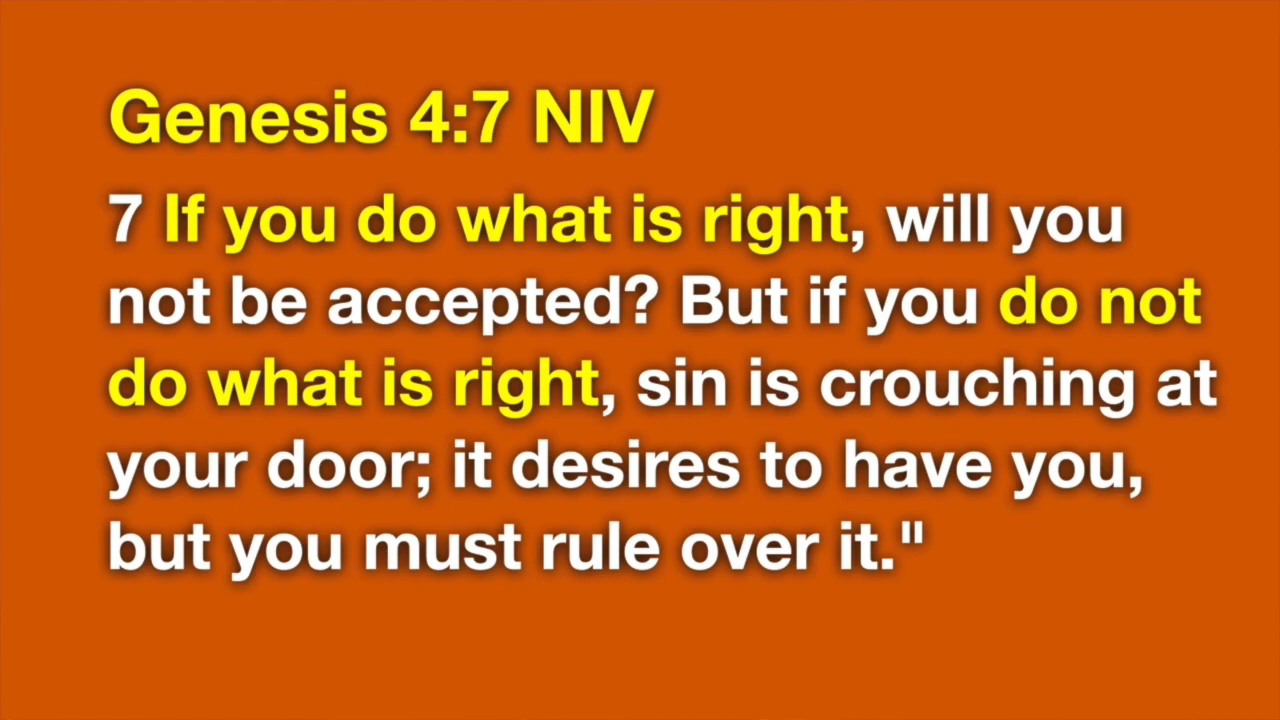 Genesis 4:7 NIV
7 If you do what is right, will you
not be accepted? But if you do not
do what is right, sin is crouching at
your door; it desires to have you,
but you must rule over it."